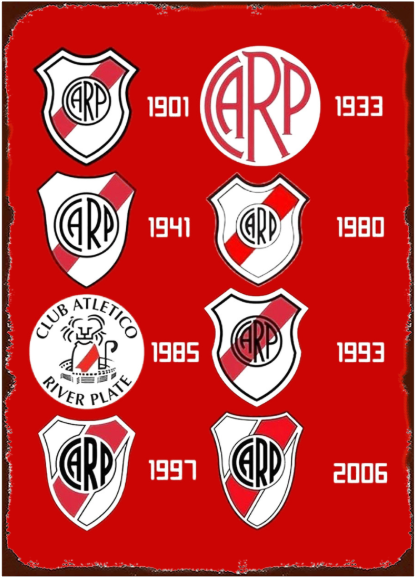 CARP 1901 CARP 1933
CARP 1941 CARP 1980
CLUB ATLETICO RIVER PLATE 1985 CARP 1993
CARP 1997 CARP 2006